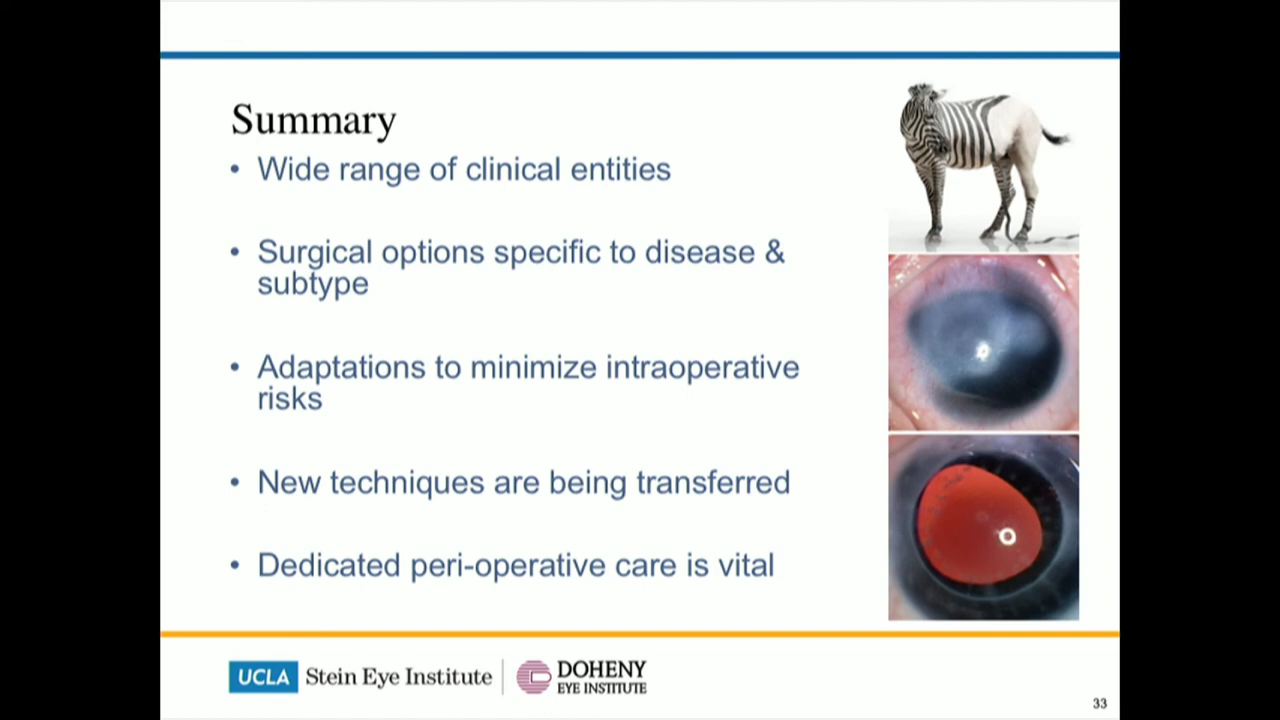 Summary
• Wide range of clinical entities
• Surgical options specific to disease &
subtype
• Adaptations to minimize intraoperative
risks
• New techniques are being transferred
• Dedicated peri-operative care is vital
UCLA Stein Eye Institute
DOHENY
EYE INSTITUTE
33